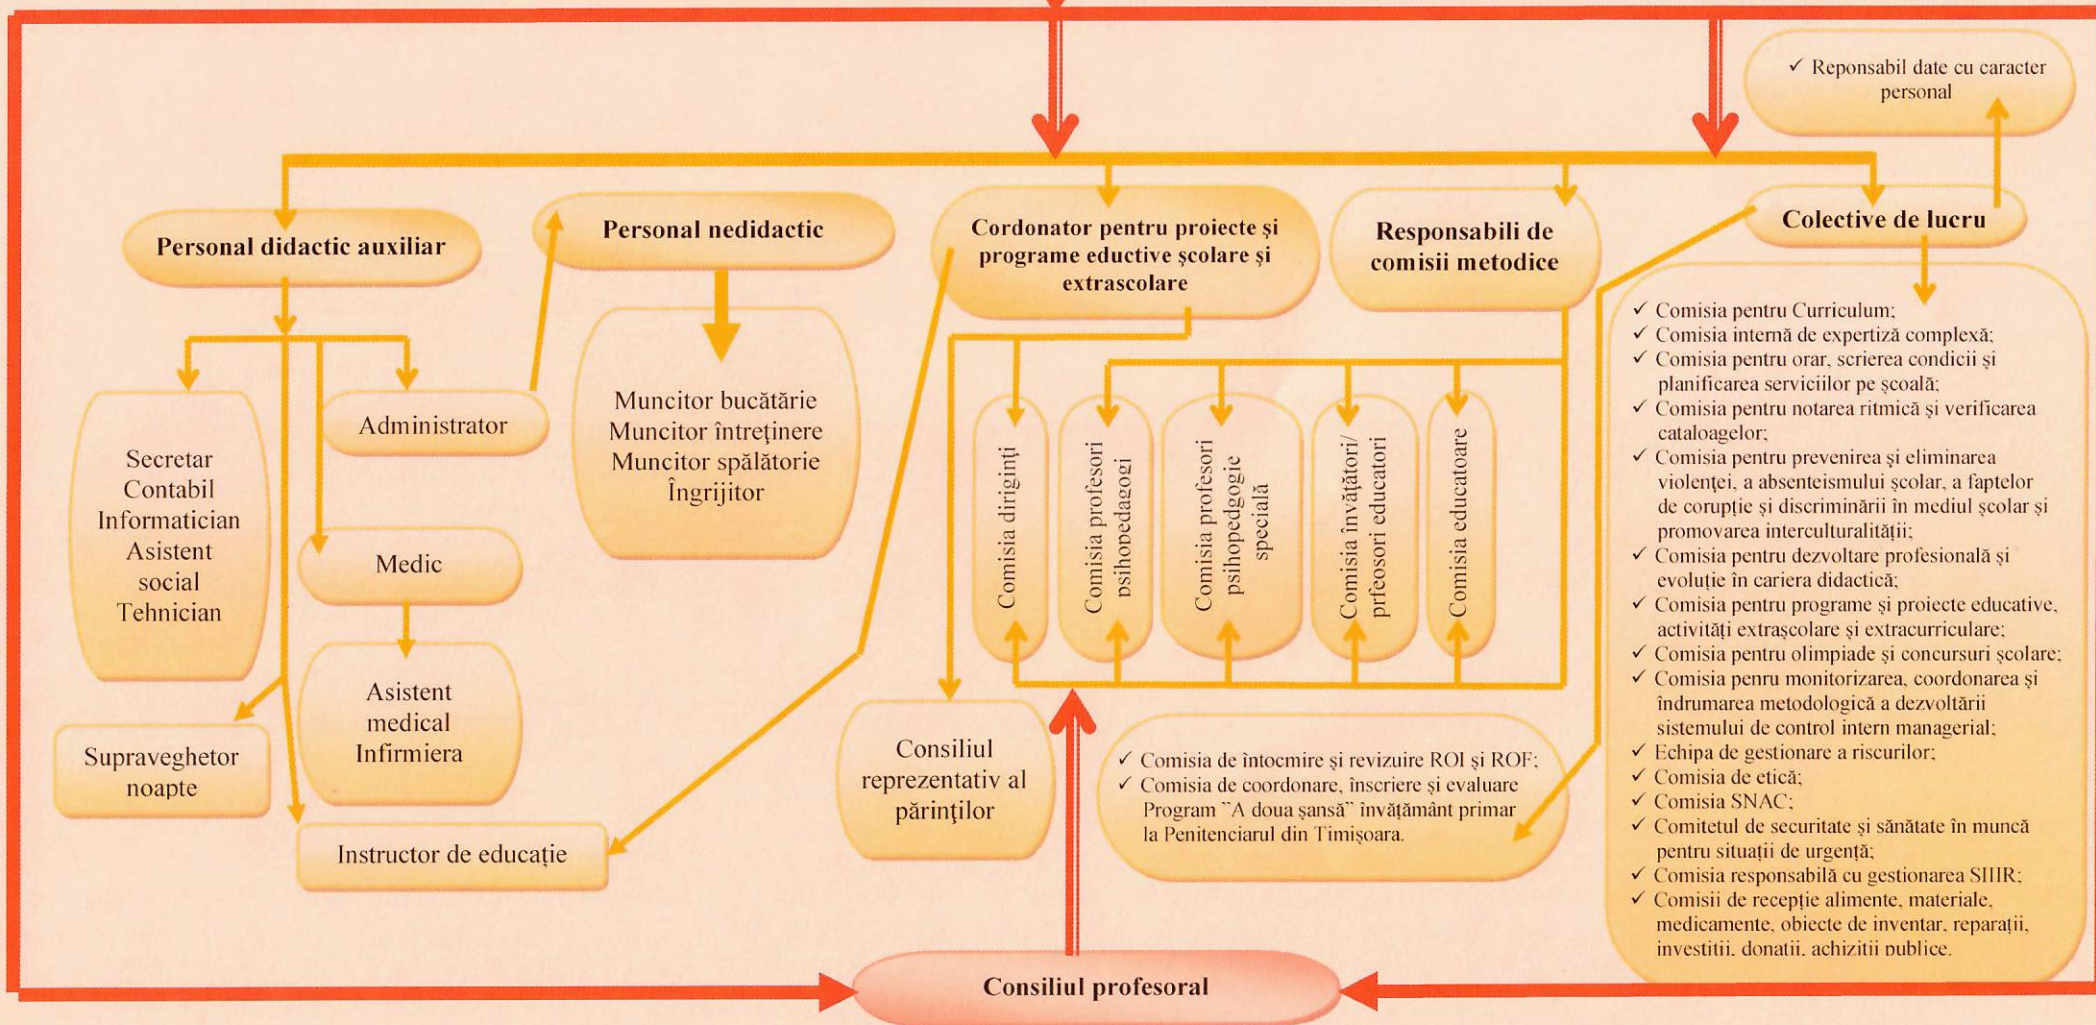 ✓ Reponsabil date cu caracter
personal
Personal didactic auxiliar
Personal nedidactic
Cordonator pentru proiecte și
programe eductive școlare și
extrascolare
Responsabili de
comisii metodice
Colective de lucru
Secretar
Contabil
Informatician
Asistent
social
Tehnician
Administrator
Medic
Asistent
medical
Infirmiera
Supraveghetor
noapte
Instructor de educație
Muncitor bucătărie
Muncitor întreținere
Muncitor spălătorie
Îngrijitor
Comisia diriginți
Comisia profesori
psihopedagogi
Comisia profesori
psihopedgogie
specială
Comisia învățători/
prfeosori educatori
Comisia educatoare
Consiliul
reprezentativ al
părinților
✓ Comisia de întocmire și revizuire ROI și ROF;
✓ Comisia de coordonare, înscriere și evaluare
Program ¨A doua șansă¨ învățământ primar
la Penitenciarul din Timișoara.
✓ Comisia pentru Curriculum;
✓ Comisia internă de expertiză complexă;
✓ Comisia pentru orar, scrierea condicii și
planificarea serviciilor pe școală;
✓ Comisia pentru notarea ritmică și verificarea
cataloagelor;
✓ Comisia pentru prevenirea și eliminarea
violenței, a absenteismului școlar, a faptelor
de corupție și discriminării în mediul școlar și
promovarea interculturalității;
✓ Comisia pentru dezvoltare profesională și
evoluție în cariera didactică;
✓ Comisia pentru programe și proiecte educative,
activități extrașcolare și extracurriculare;
✓ Comisia pentru olimpiade și concursuri școlare;
✓ Comisia penru monitorizarea, coordonarea și
îndrumarea metodologică a dezvoltării
sistemului de control intern managerial;
✓ Echipa de gestionare a riscurilor;
✓ Comisia de etică;
✓ Comisia SNAC;
✓ Comitetul de securitate și sănătate în muncă
pentru situații de urgență;
✓ Comisia responsabilă cu gestionarea SIIIR;
✓ Comisii de recepție alimente, materiale,
medicamente, obiecte de inventar, reparații,
investiții, donații, achiziții publice.
Consiliul profesoral